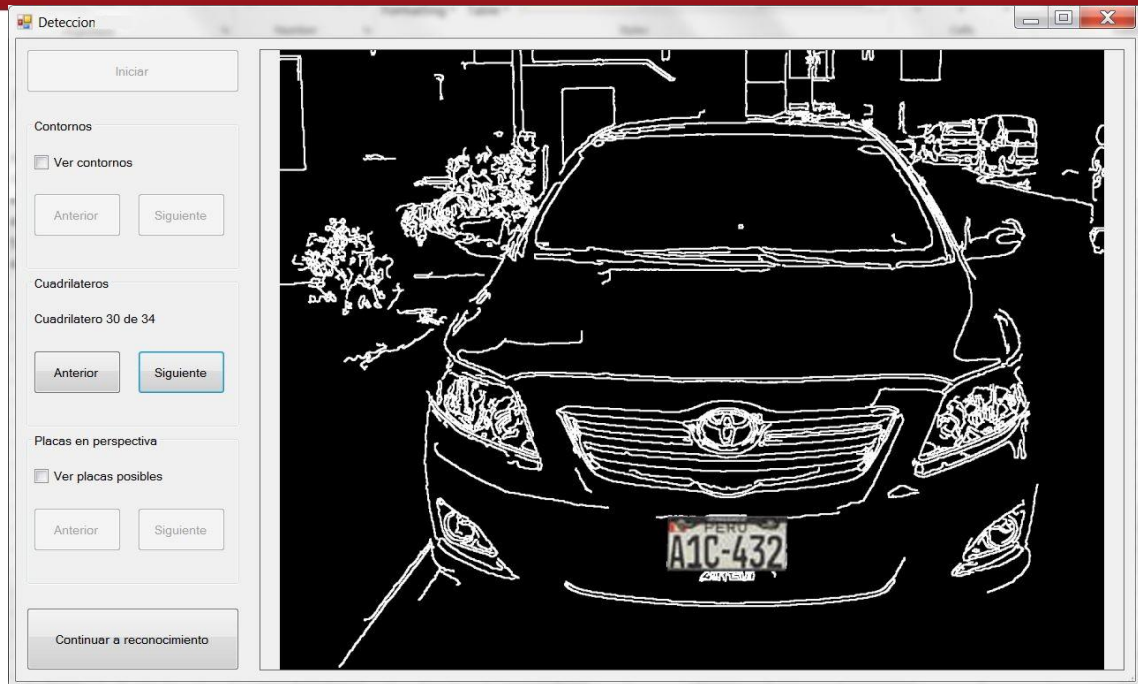 Deteccion
Iniciar
Contornos
Ver contornos
Anterior
Siguiente
Cuadrilateros
Cuadrilatero 30 de 34
Anterior
Siguiente
Placas en perspectiva
Ver placas posibles
Anterior
Siguiente
Continuar a reconocimiento
PERU
A1C-432